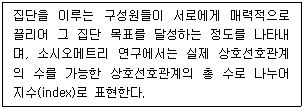 집단을 이루는 구성원들이 서로에게 매력적으로
끌리어 그 집단 목표를 달성하는 정도를 나타내
며, 소시오메트리 연구에서는 실제 상호선호관계
의 수를 가능한 상호선호관계의 총 수로 나누어
지수(index)로 표현한다.